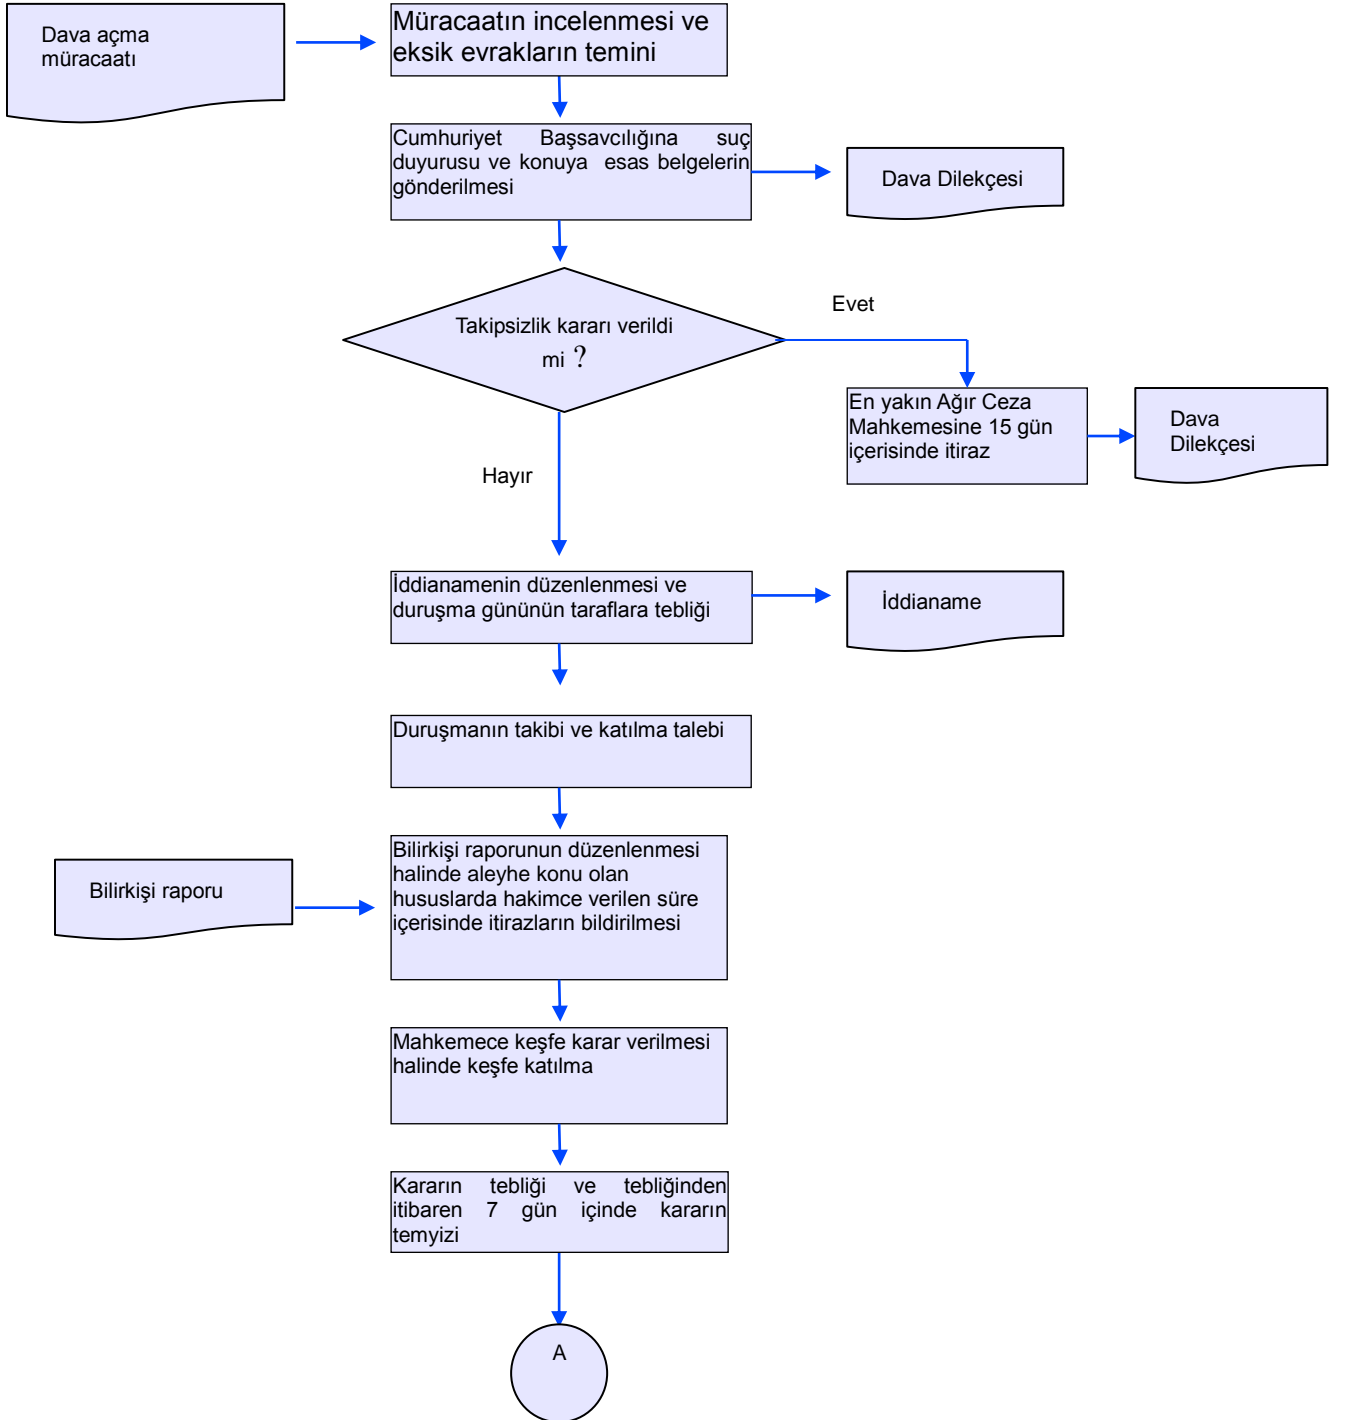 Dava açma
müracaatı
Müracaatın incelenmesi ve
eksik evrakların temini
Cumhuriyet Başsavcılığına suç
duyurusu ve konuya esas belgelerin
gönderilmesi
Dava Dilekçesi
Takipsizlik kararı verildi
mi ?
Evet
En yakın Ağır Ceza
Mahkemesine 15 gün
içerisinde itiraz
Dava
Dilekçesi
Hayır
İddianamenin düzenlenmesi ve
duruşma gününün taraflara tebliği
İddianame
Duruşmanın takibi ve katılma talebi
Bilirkişi raporu
Bilirkişi raporunun düzenlenmesi
halinde aleyhe konu olan
hususlarda hakimce verilen süre
içerisinde itirazların bildirilmesi
Mahkemece keşfe karar verilmesi
halinde keşfe katılma
Kararın tebliği ve tebliğinden
itibaren 7 gün içinde kararın
temyizi
A